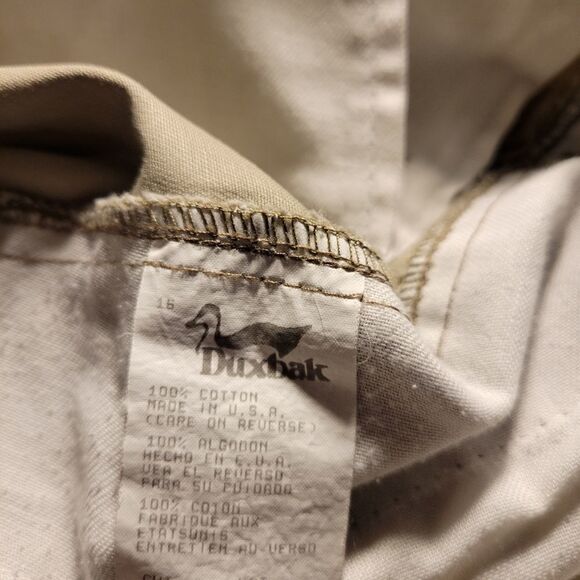 16
Duxbak
100% COTTON
MADE IN U.S.A.
(CARE ON REVERSE)
100% ALGODON
HECHO EN E.U.A.
VEA EL REVERSO
PARA SU CUIDADA
100% COTON
FABRIQUE AUX
ETATSUNIS
ENTRETIEN AU-VERSO